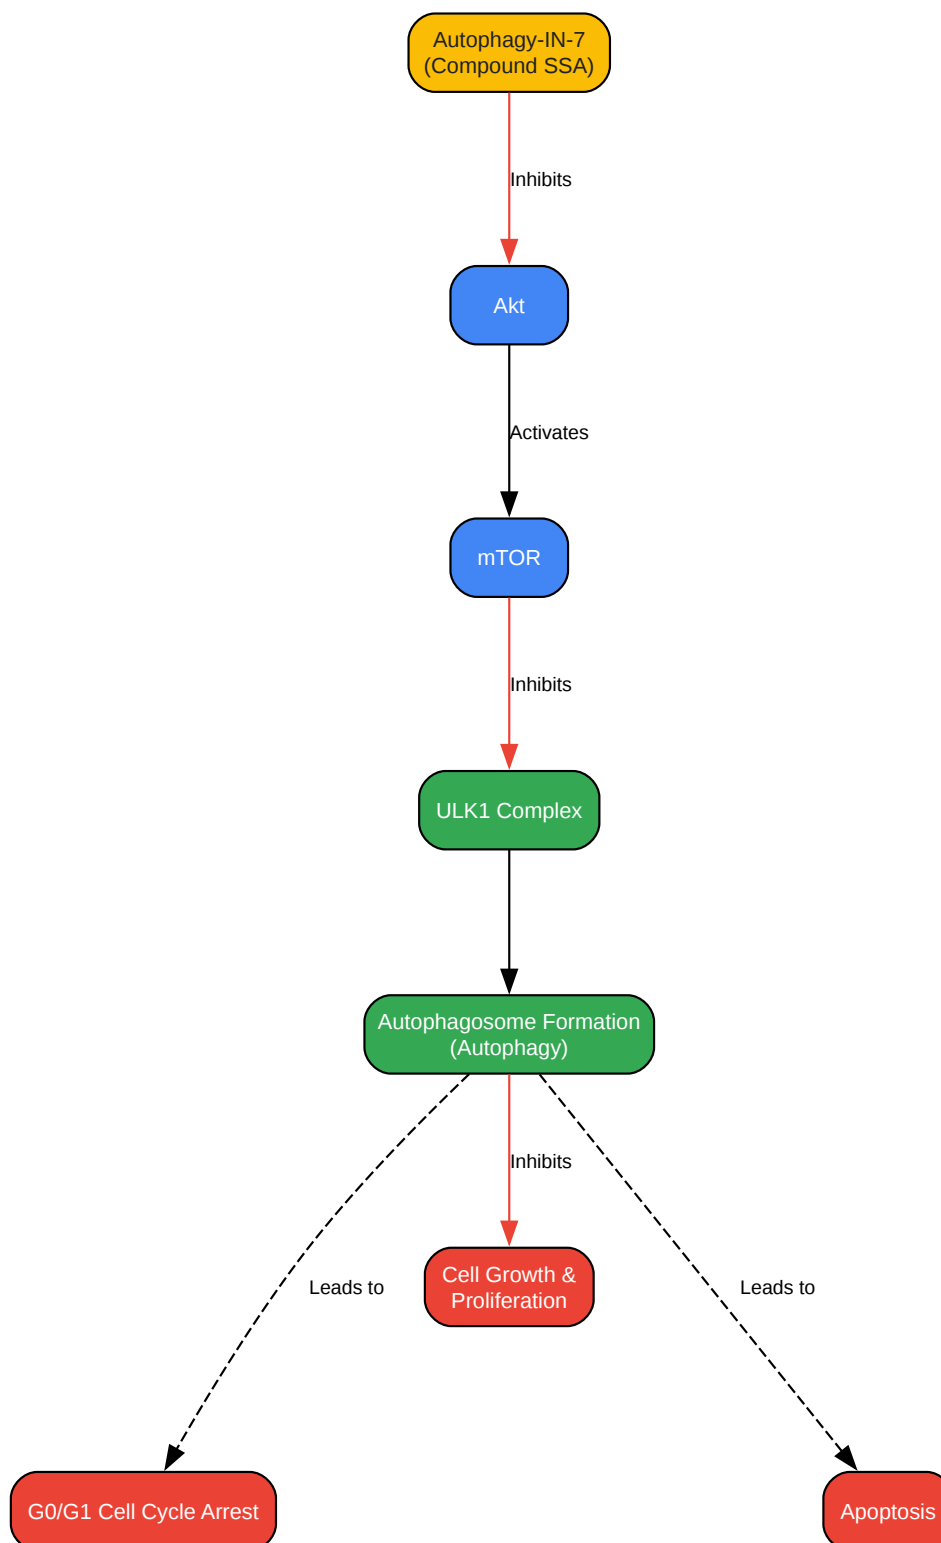 Autophagy-IN-7
(Compound SSA)
Inhibits
Akt
Activates
mTOR
Inhibits
ULK1 Complex
Autophagosome Formation
(Autophagy)
Inhibits
Cell Growth &
Proliferation
Leads to
Leads to
G0/G1 Cell Cycle Arrest
Apoptosis